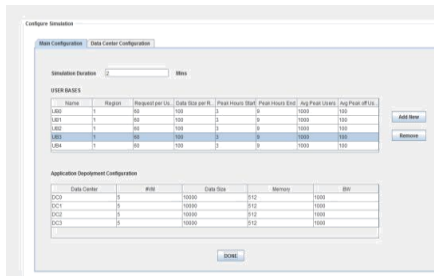 Configure Simulation
Main Configuration Data Center Configuration
Simulation Duration 2 Mins
USER BASES
Name Region Request per Us... Data Size per R... Peak Hours Start Peak Hours End Avg Peak Users Avg Peak off Us...
UB0 1 60 100 3 9 1000 100
UB1 1 60 100 3 9 1000 100
UB2 1 60 100 3 9 1000 100
UB3 1 60 100 3 9 1000 100
UB4 1 60 100 3 9 1000 100
Add New
Remove
Application Depolyment Configuration
Data Center #VM Data Size Memory BW
DC0 5 10000 512 1000
DC1 5 10000 512 1000
DC2 5 10000 512 1000
DC3 5 10000 512 1000
DONE